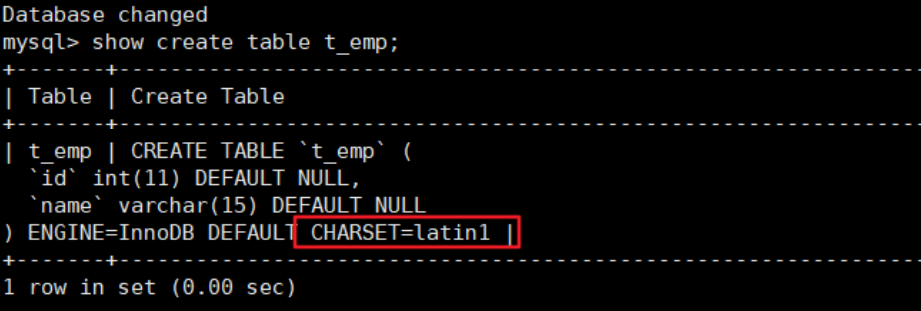 Database changed
mysql> show create table t_emp;
+-------+--------------------------------------------------------------
| Table | Create Table
+-------+--------------------------------------------------------------
| t_emp | CREATE TABLE `t_emp` (
  `id` int(11) DEFAULT NULL,
  `name` varchar(15) DEFAULT NULL
) ENGINE=InnoDB DEFAULT CHARSET=latin1 |
+-------+--------------------------------------------------------------
1 row in set (0.00 sec)